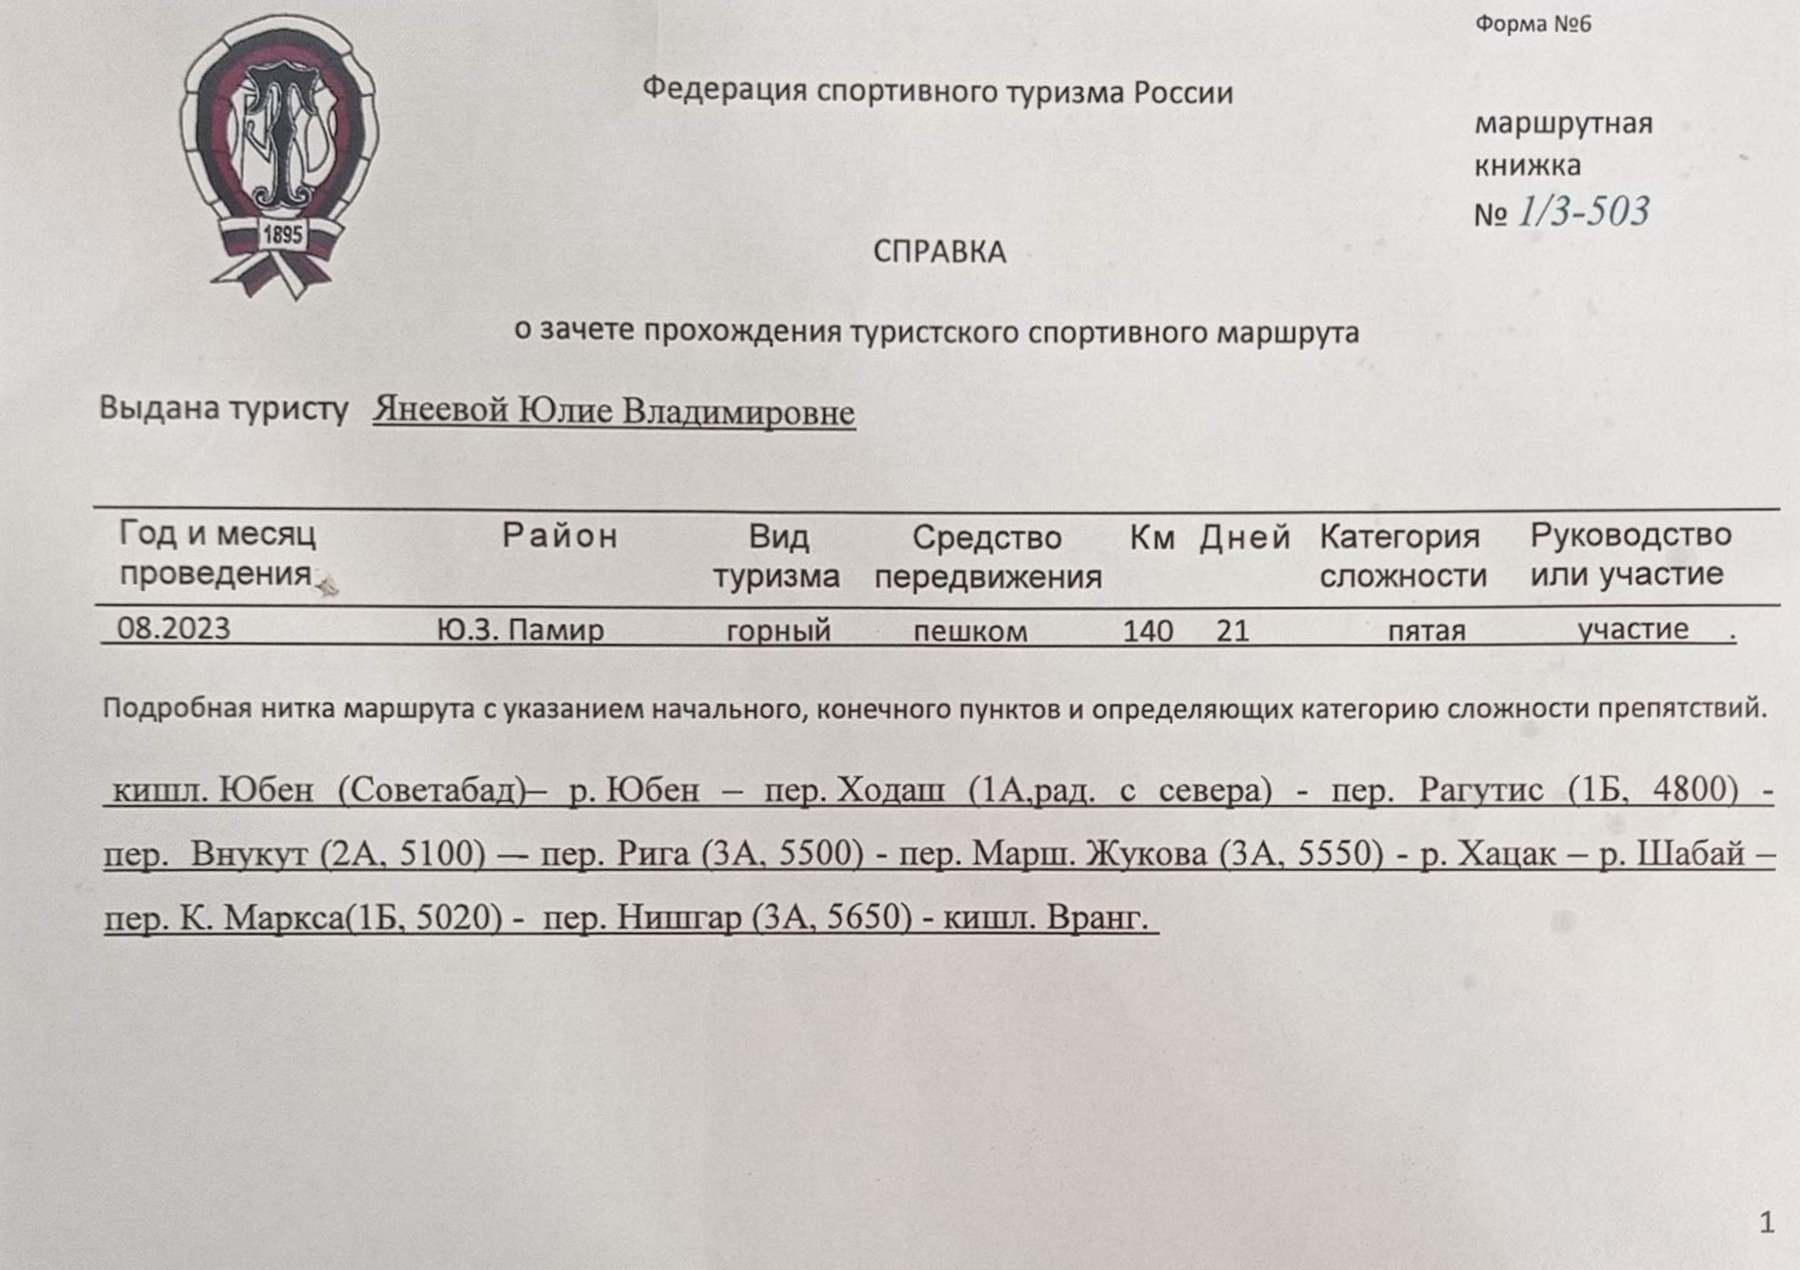 Форма №6
Федерация спортивного туризма России
маршрутная
книжка
№ 1/3-503
1895
СПРАВКА
о зачете прохождения туристского спортивного маршрута
Выдана туристу Янеевой Юлие Владимировне
Год и месяц проведения Район Вид туризма Средство передвижения Км Дней Категория сложности Руководство или участие
08.2023 Ю.З. Памир горный пешком 140 21 пятая участие .
Подробная нитка маршрута с указанием начального, конечного пунктов и определяющих категорию сложности препятствий.
кишл. Юбен (Советабад)– р. Юбен – пер. Ходаш (1А,рад. с севера) - пер. Рагутис (1Б, 4800) -
пер. Внукут (2А, 5100) — пер. Рига (3А, 5500) - пер. Марш. Жукова (3А, 5550) - р. Хацак – р. Шабай –
пер. К. Маркса(1Б, 5020) - пер. Нишгар (3А, 5650) - кишл. Вранг.
1